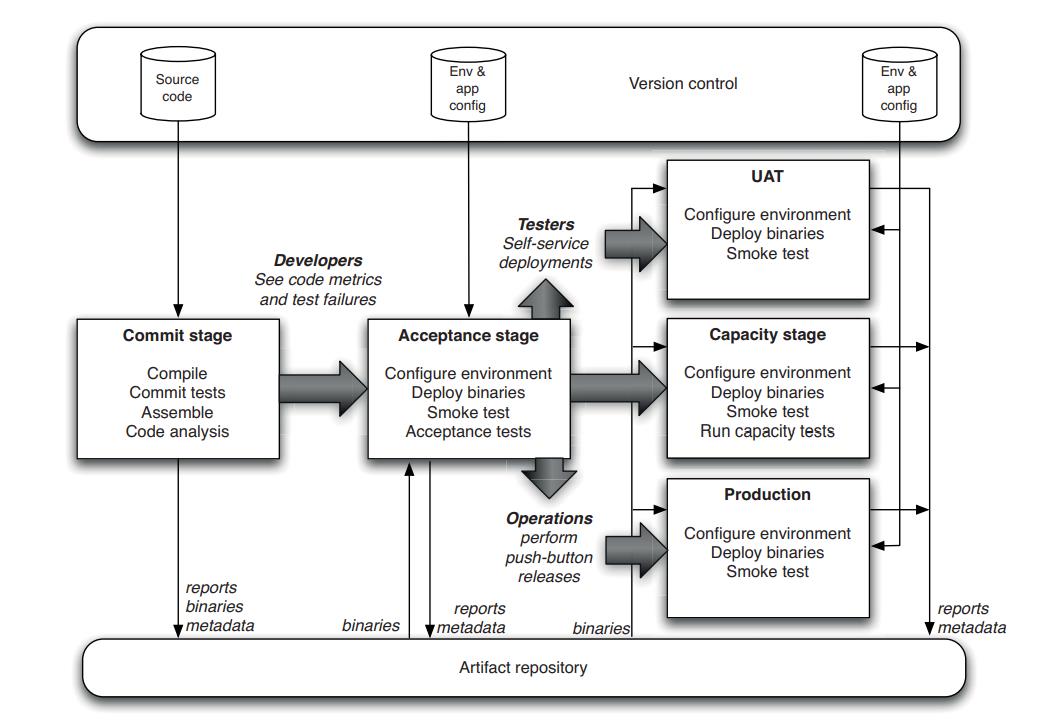 Source
code
Env &
app
config
Version control
Env &
app
config
Developers
See code metrics
and test failures
Testers
Self-service
deployments
Commit stage
Compile
Commit tests
Assemble
Code analysis
Acceptance stage
Configure environment
Deploy binaries
Smoke test
Acceptance tests
UAT
Configure environment
Deploy binaries
Smoke test
Capacity stage
Configure environment
Deploy binaries
Smoke test
Run capacity tests
Operations
perform
push-button
releases
Production
Configure environment
Deploy binaries
Smoke test
reports
binaries
metadata
binaries
reports
metadata
binaries
reports
metadata
Artifact repository